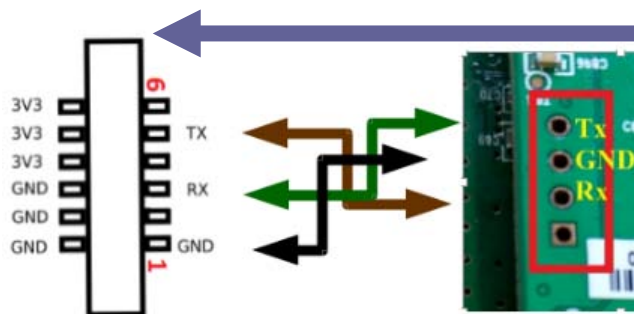 6
3V3
3V3 TX
3V3
GND RX
GND
GND GND
1
Tx
GND
Rx